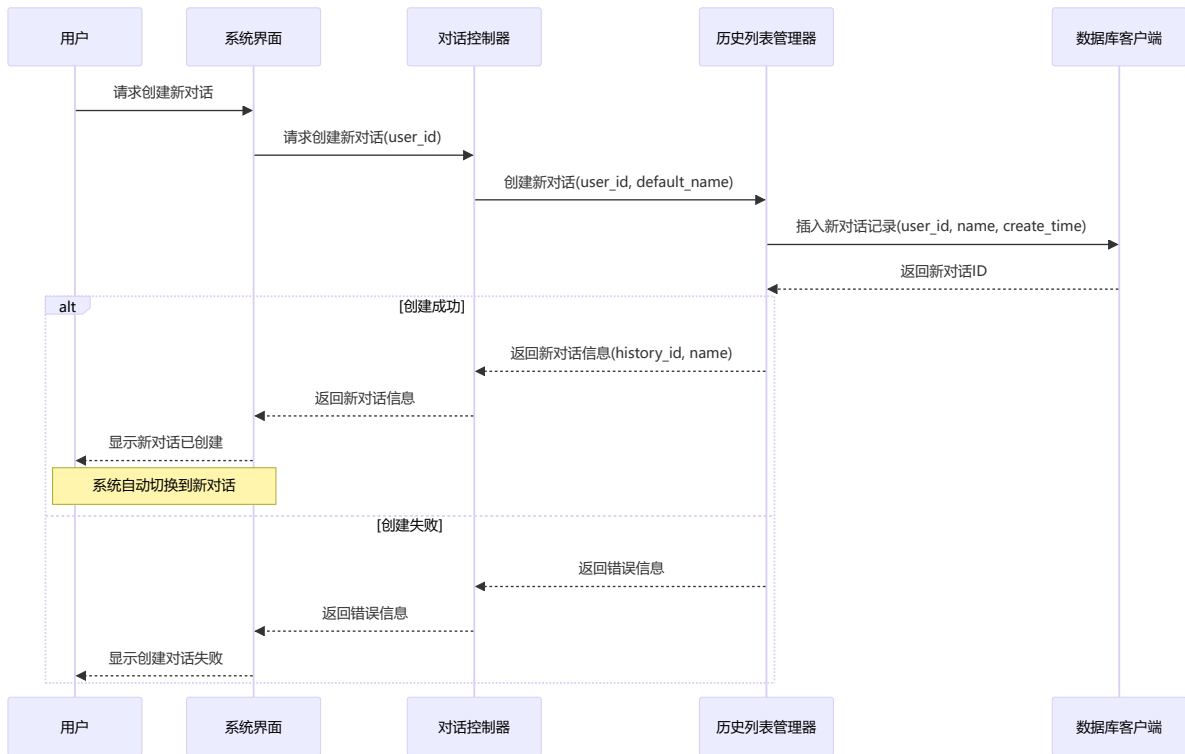 用户
系统界面
对话控制器
历史列表管理器
数据库客户端
请求创建新对话
请求创建新对话(user_id)
创建新对话(user_id, default_name)
插入新对话记录(user_id, name, create_time)
返回新对话ID
alt
[创建成功]
返回新对话信息(history_id, name)
返回新对话信息
显示新对话已创建
系统自动切换到新对话
[创建失败]
返回错误信息
返回错误信息
显示创建对话失败
用户
系统界面
对话控制器
历史列表管理器
数据库客户端